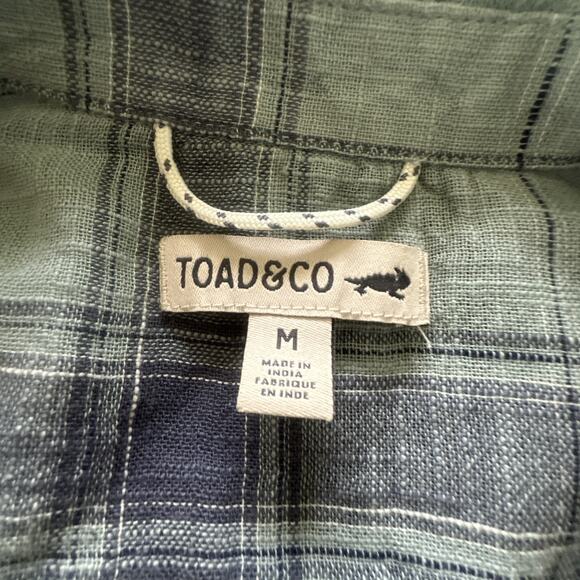 TOAD&CO
M
MADE IN
INDIA
FABRIQUE
EN INDE